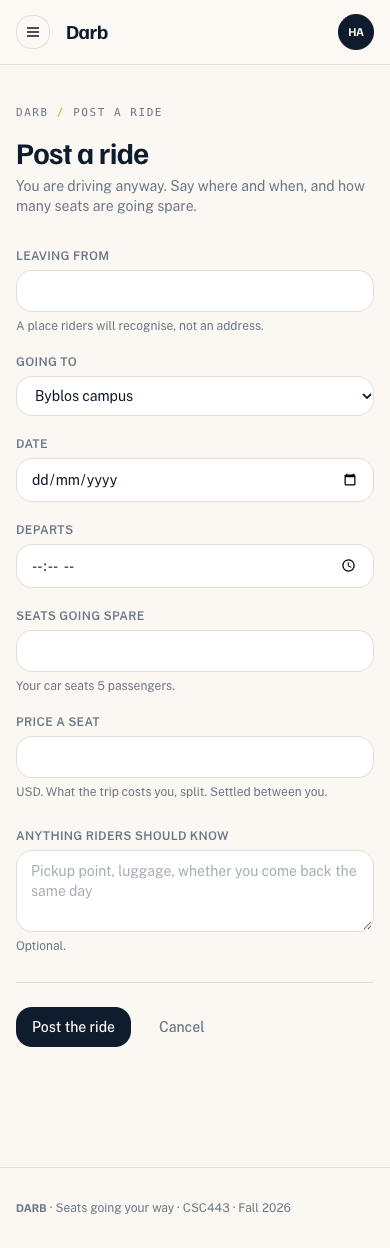 Darb
HA
DARB / POST A RIDE
Post a ride
You are driving anyway. Say where and when, and how
many seats are going spare.
LEAVING FROM
A place riders will recognise, not an address.
GOING TO
Byblos campus
DATE
dd/mm/yyyy
DEPARTS
--:-- --
SEATS GOING SPARE
Your car seats 5 passengers.
PRICE A SEAT
USD. What the trip costs you, split. Settled between you.
ANYTHING RIDERS SHOULD KNOW
Pickup point, luggage, whether you come back the
same day
Optional.
Post the ride
Cancel
DARB · Seats going your way · CSC443 · Fall 2026